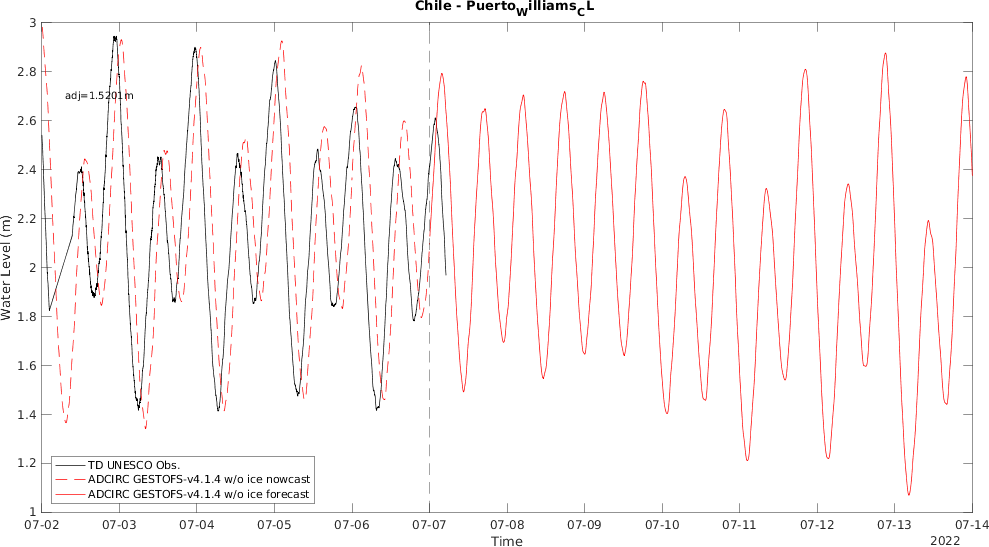 Chile - PuertoWilliamsCL
3
2.8
adj=1.5201m
2.6
2.4
2.2
2
1.8
1.6
1.4
1.2
1
Water Level (m)
TD UNESCO Obs.
ADCIRC GESTOFS-v4.1.4 w/o ice nowcast
ADCIRC GESTOFS-v4.1.4 w/o ice forecast
07-02 07-03 07-04 07-05 07-06 07-07 07-08 07-09 07-10 07-11 07-12 07-13 07-14
Time
2022